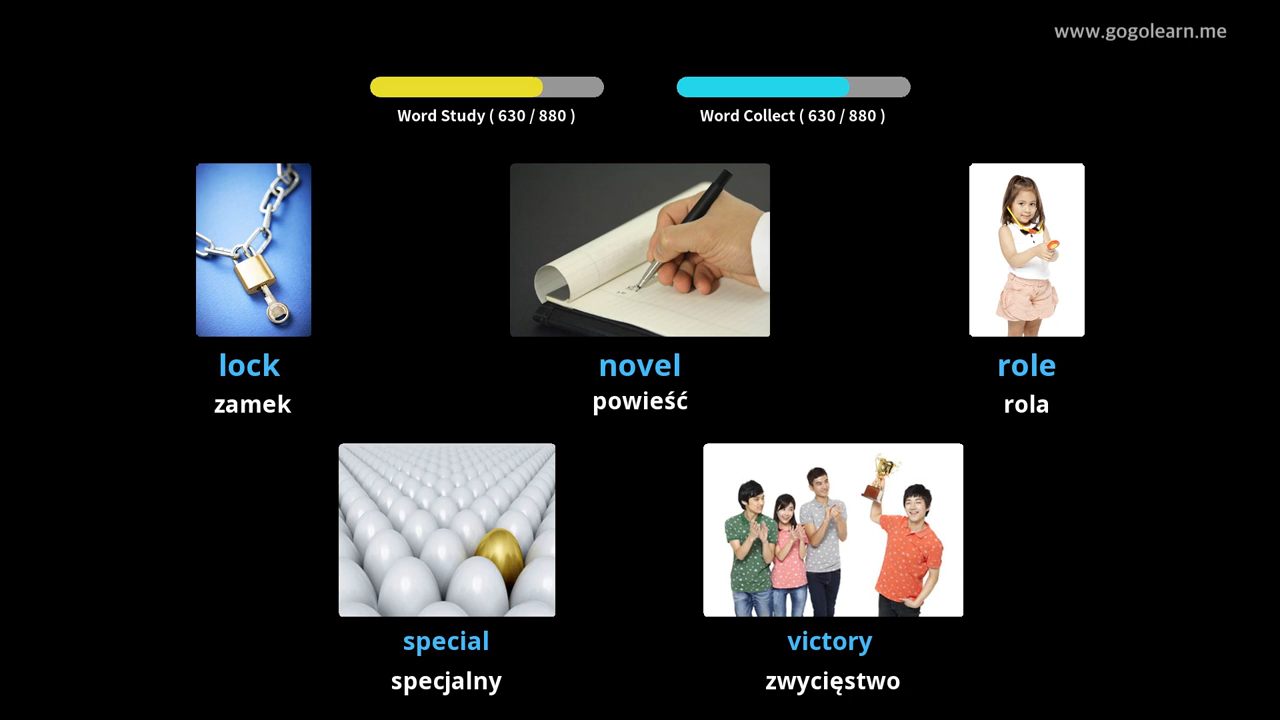 www.gogolearn.me
Word Study ( 630 / 880 )
Word Collect ( 630 / 880 )
lock
zamek
novel
powieść
role
rola
special
specjalny
victory
zwycięstwo